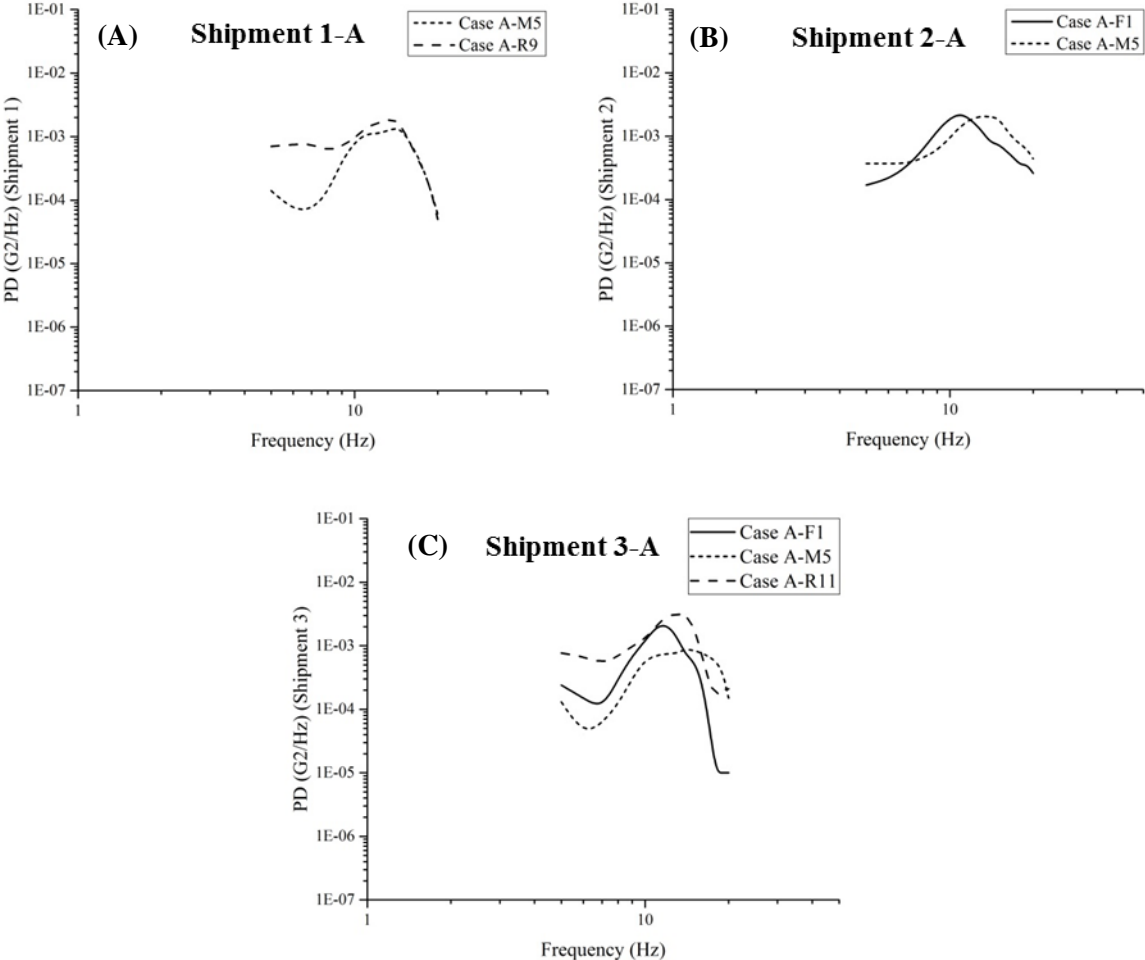 (A) Shipment 1-A
Case A-M5
Case A-R9
PD (G2/Hz) (Shipment 1)
1E-01
1E-02
1E-03
1E-04
1E-05
1E-06
1E-07
1 10
Frequency (Hz)
(B) Shipment 2-A
Case A-F1
Case A-M5
PD (G2/Hz) (Shipment 2)
1E-01
1E-02
1E-03
1E-04
1E-05
1E-06
1E-07
1 10
Frequency (Hz)
(C) Shipment 3-A
Case A-F1
Case A-M5
Case A-R11
PD (G2/Hz) (Shipment 3)
1E-01
1E-02
1E-03
1E-04
1E-05
1E-06
1E-07
1 10
Frequency (Hz)